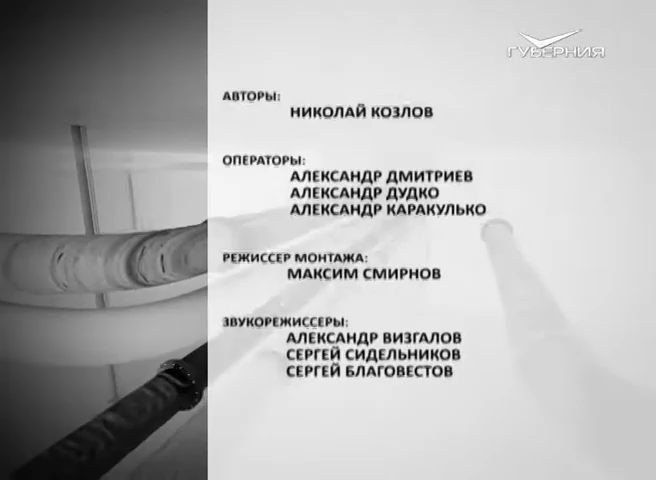 ГУБЕРНИЯ
АВТОРЫ:
НИКОЛАЙ КОЗЛОВ
ОПЕРАТОРЫ:
АЛЕКСАНДР ДМИТРИЕВ
АЛЕКСАНДР ДУДКО
АЛЕКСАНДР КАРАКУЛЬКО
РЕЖИССЕР МОНТАЖА:
МАКСИМ СМИРНОВ
ЗВУКОРЕЖИССЕРЫ:
АЛЕКСАНДР ВИЗГАЛОВ
СЕРГЕЙ СИДЕЛЬНИКОВ
СЕРГЕЙ БЛАГОВЕСТОВ